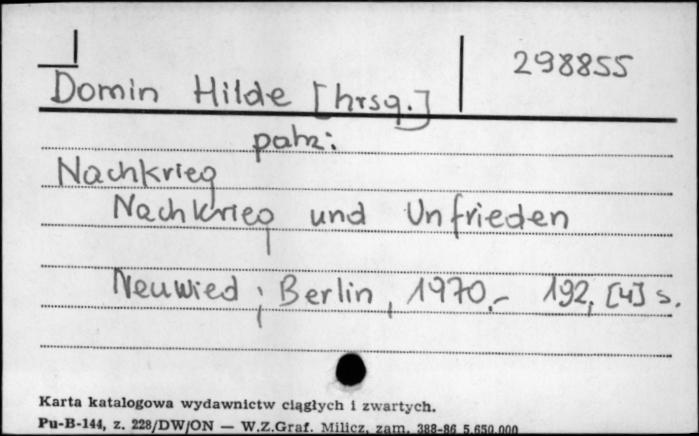 298855
Domin Hilde [hrsg.]
patrz:
Nachkrieg
Nachkrieg und Unfrieden
Neuwied ; Berlin, 1970.- 192, [4] s.
Karta katalogowa wydawnictw ciągłych i zwartych.
Pu-B-144, z. 228/DW/ON — W.Z.Graf. Milicz, zam. 388-86 5.650.000